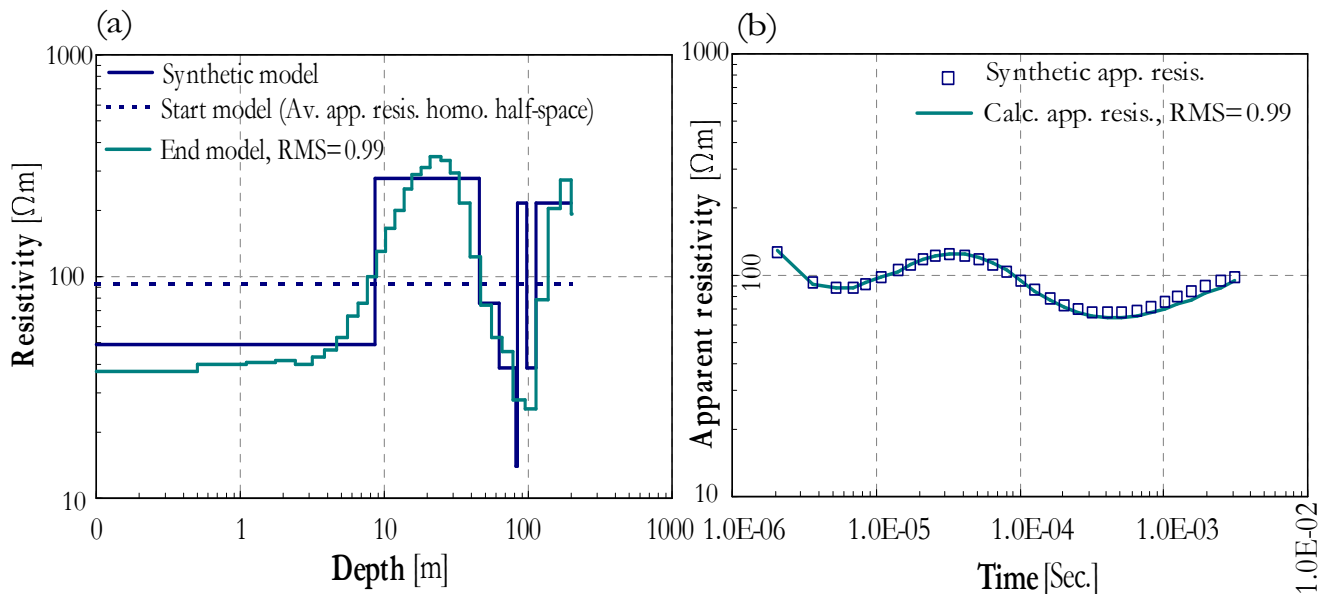 (a)
1000
Synthetic model
Start model (Av. app. resis. homo. half-space)
End model, RMS=0.99
100
10
Resistivity [Ωm]
0
1
10
100
1000
Depth [m]
(b)
1000
Synthetic app. resis.
Calc. app. resis., RMS=0.99
100
10
Apparent resistivity [Ωm]
1.0E-06
1.0E-05
1.0E-04
1.0E-03
1.0E-02
Time [Sec.]